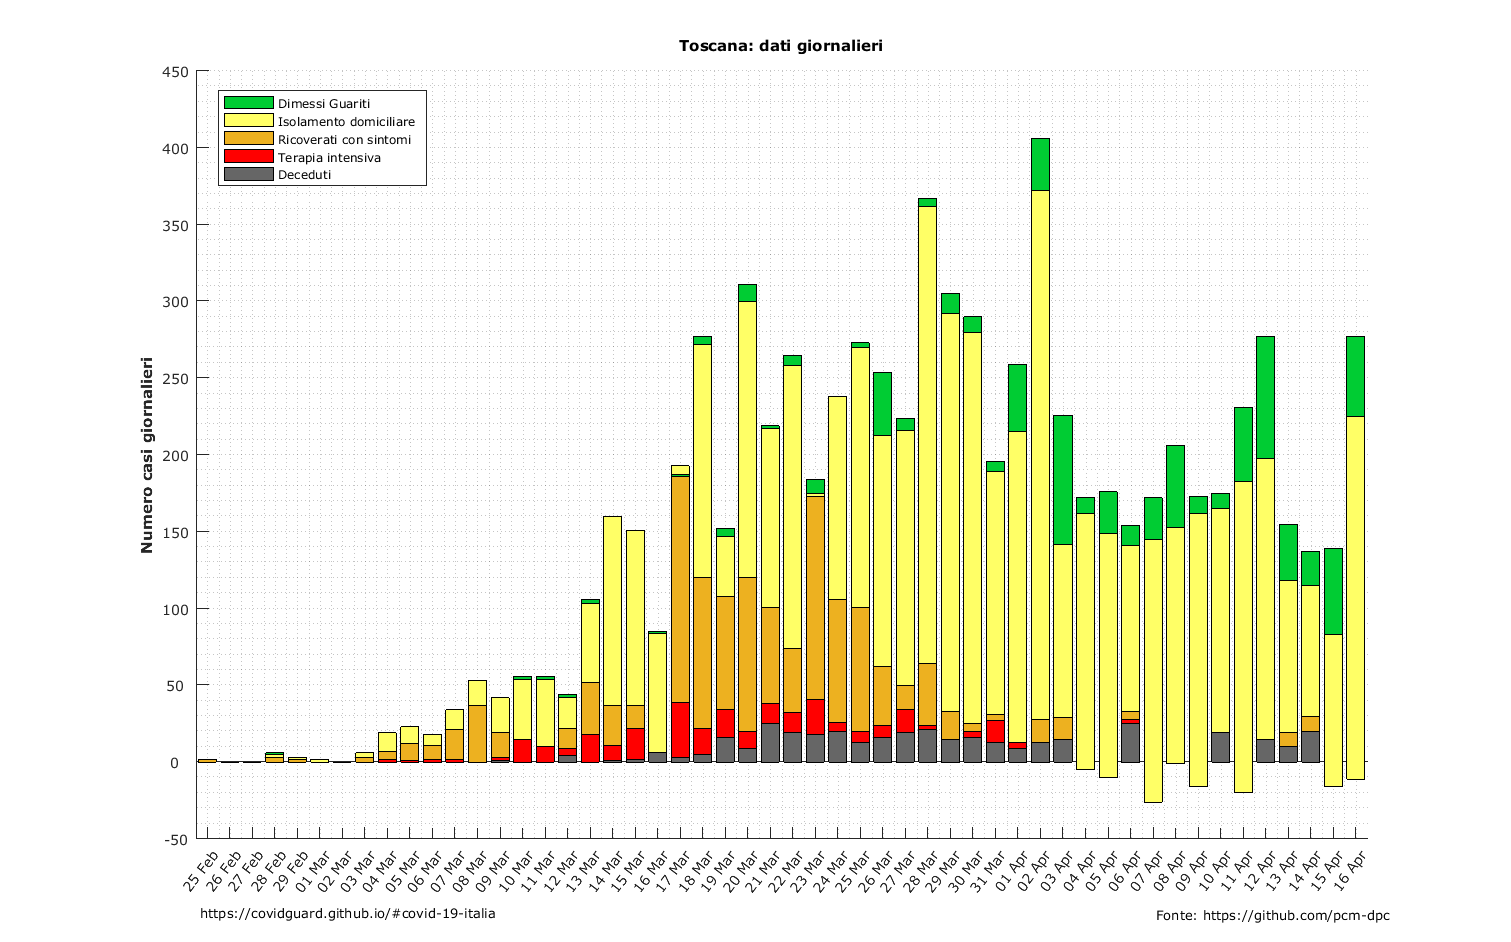 Toscana: dati giornalieri
450
400
350
300
250
200
150
100
50
0
-50
Numero casi giornalieri
Dimessi Guariti
Isolamento domiciliare
Ricoverati con sintomi
Terapia intensiva
Deceduti
25 Feb
26 Feb
27 Feb
28 Feb
29 Feb
01 Mar
02 Mar
03 Mar
04 Mar
05 Mar
06 Mar
07 Mar
08 Mar
09 Mar
10 Mar
11 Mar
12 Mar
13 Mar
14 Mar
15 Mar
16 Mar
17 Mar
18 Mar
19 Mar
20 Mar
21 Mar
22 Mar
23 Mar
24 Mar
25 Mar
26 Mar
27 Mar
28 Mar
29 Mar
30 Mar
31 Mar
01 Apr
02 Apr
03 Apr
04 Apr
05 Apr
06 Apr
07 Apr
08 Apr
09 Apr
10 Apr
11 Apr
12 Apr
13 Apr
14 Apr
15 Apr
16 Apr
https://covidguard.github.io/#covid-19-italia
Fonte: https://github.com/pcm-dpc